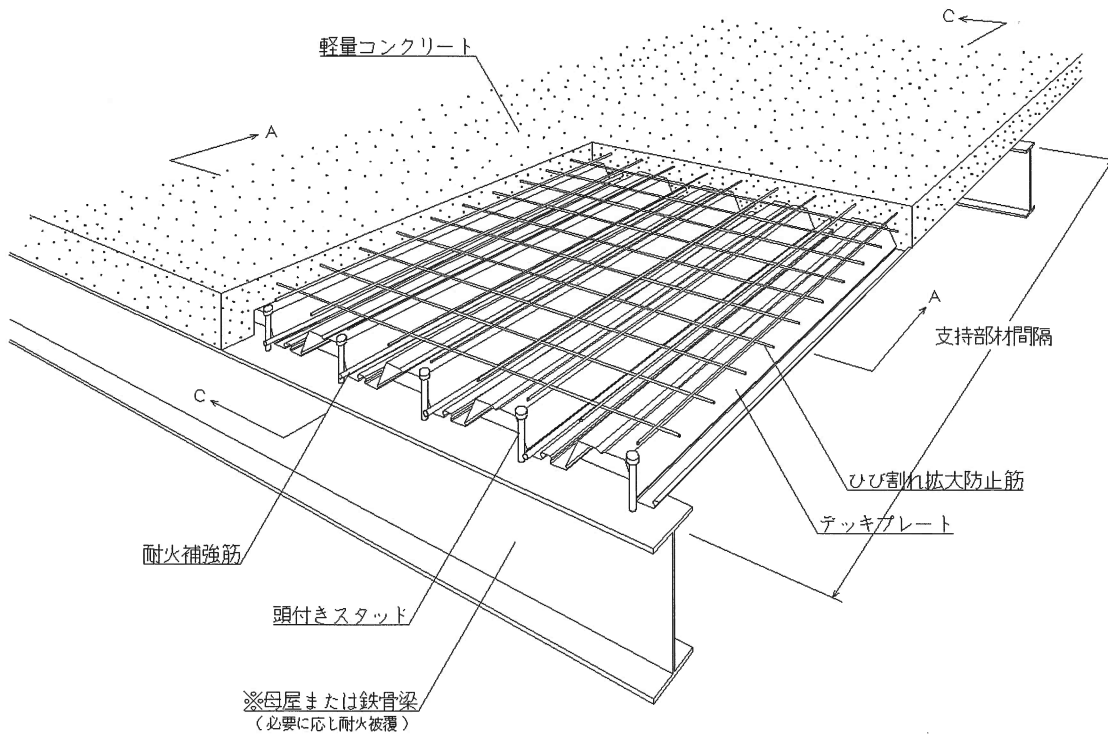 C
軽量コンクリート
A
A
支持部材間隔
C
ひび割れ拡大防止筋
デッキプレート
耐火補強筋
頭付きスタッド
※母屋または鉄骨梁
(必要に応じ耐火被覆)